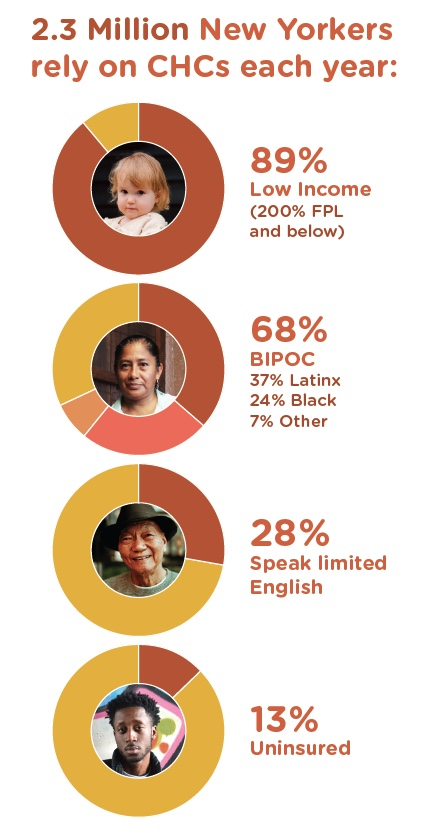 2.3 Million New Yorkers
rely on CHCs each year:
89%
Low Income
(200% FPL
and below)
68%
BIPOC
37% Latinx
24% Black
7% Other
28%
Speak limited
English
13%
Uninsured